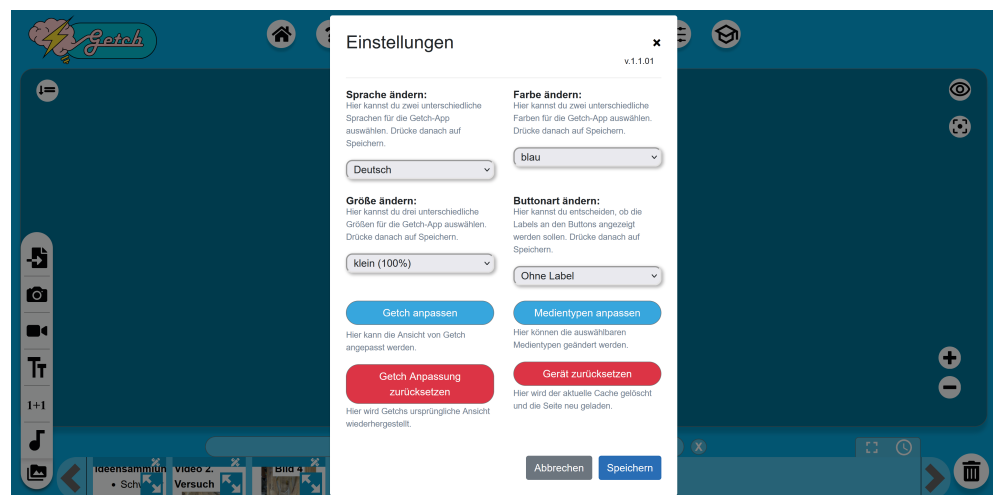 Getch
Einstellungen
v.1.1.01
Sprache ändern:
Hier kannst du zwei unterschiedliche
Sprachen für die Getch-App
auswählen. Drücke danach auf
Speichern.
Deutsch
Farbe ändern:
Hier kannst du zwei unterschiedliche
Farben für die Getch-App auswählen.
Drücke danach auf Speichern.
blau
Größe ändern:
Hier kannst du drei unterschiedliche
Größen für die Getch-App auswählen.
Drücke danach auf Speichern.
klein (100%)
Buttonart ändern:
Hier kannst du entscheiden, ob die
Labels an den Buttons angezeigt
werden sollen. Drücke danach auf
Speichern.
Ohne Label
Getch anpassen
Hier kann die Ansicht von Getch
angepasst werden.
Medientypen anpassen
Hier können die auswählbaren
Medientypen geändert werden.
Getch Anpassung
zurücksetzen
Hier wird Getchs ursprüngliche Ansicht
wiederhergestellt.
Gerät zurücksetzen
Hier wird der aktuelle Cache gelöscht
und die Seite neu geladen.
Abbrechen
Speichern
TT
1+1
X
Video 2.
Versuch
Bild 4